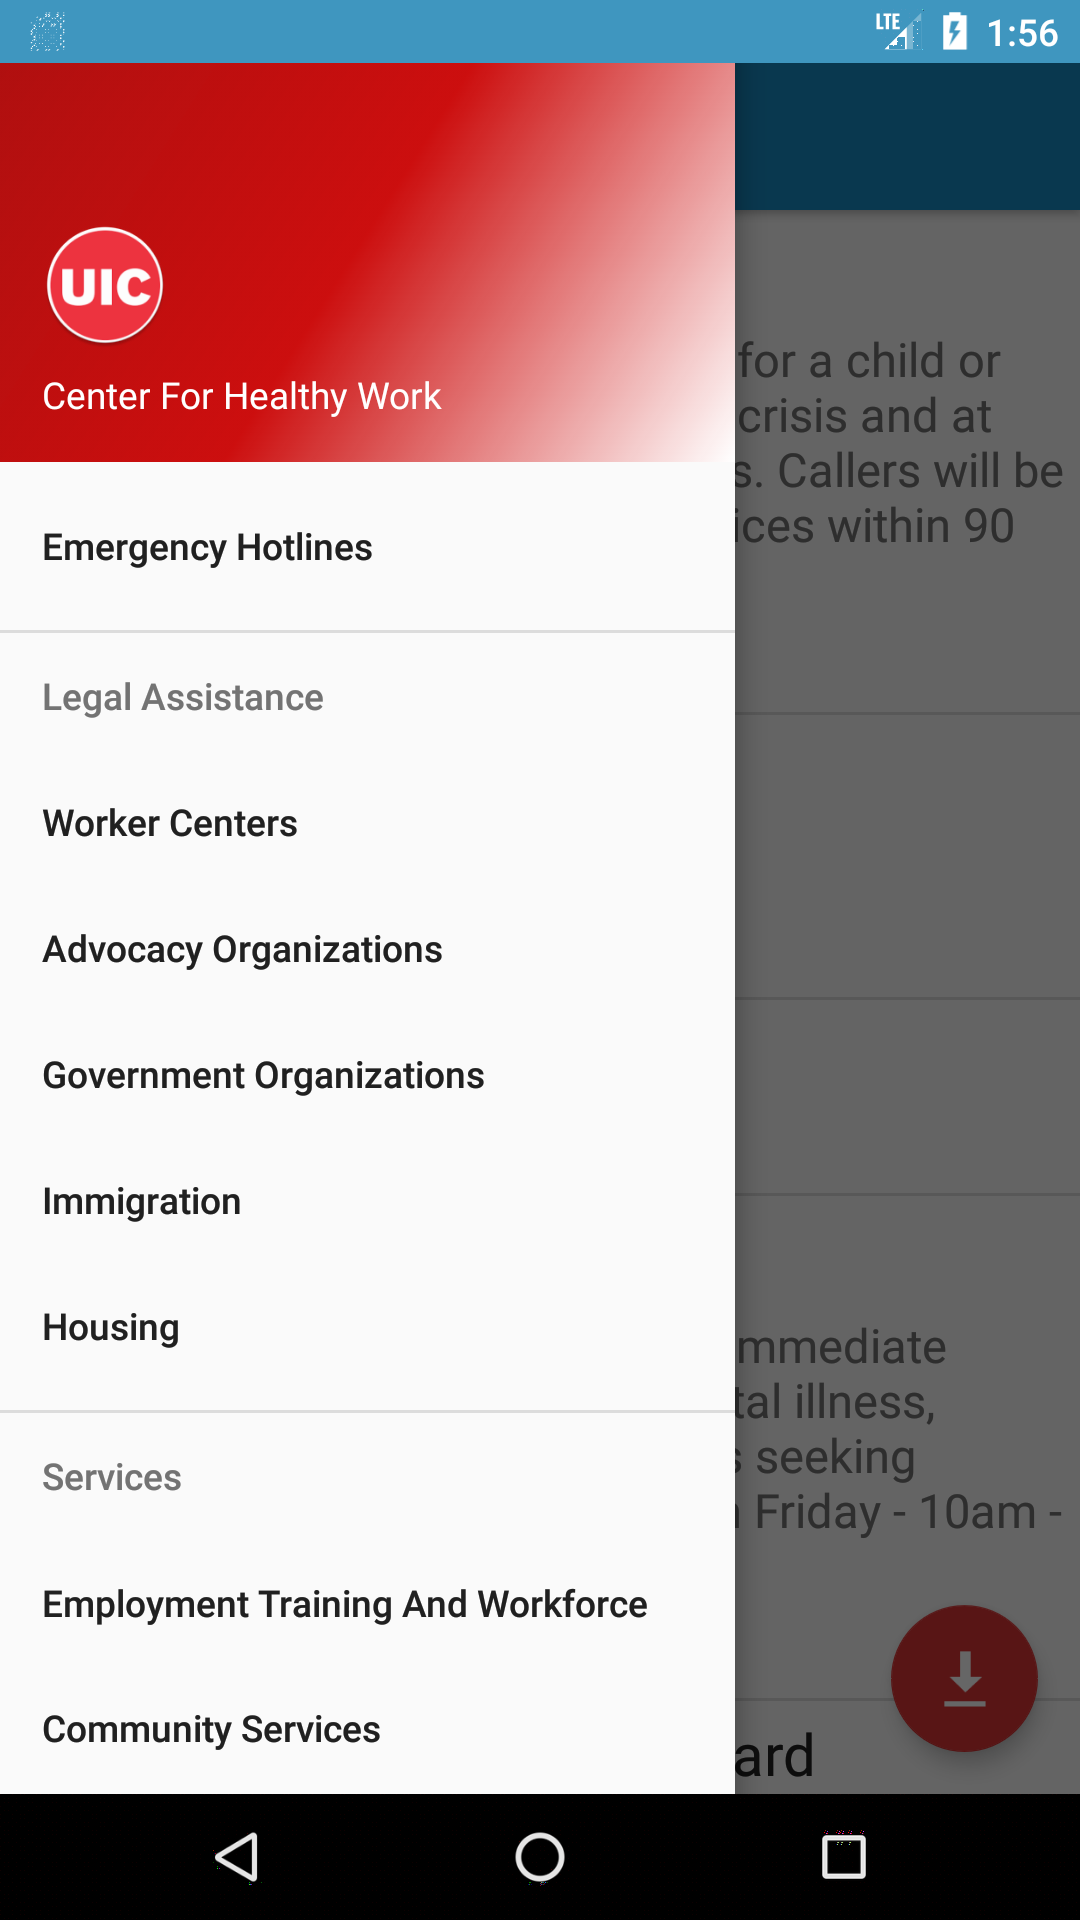 LTE 1:56
UIC
Center For Healthy Work
for a child or
crisis and at
s. Callers will be
ices within 90
Emergency Hotlines
Legal Assistance
Worker Centers
Advocacy Organizations
Government Organizations
Immigration
Housing
mmediate
tal illness,
s seeking
Friday - 10am -
Services
Employment Training And Workforce
Community Services
ard